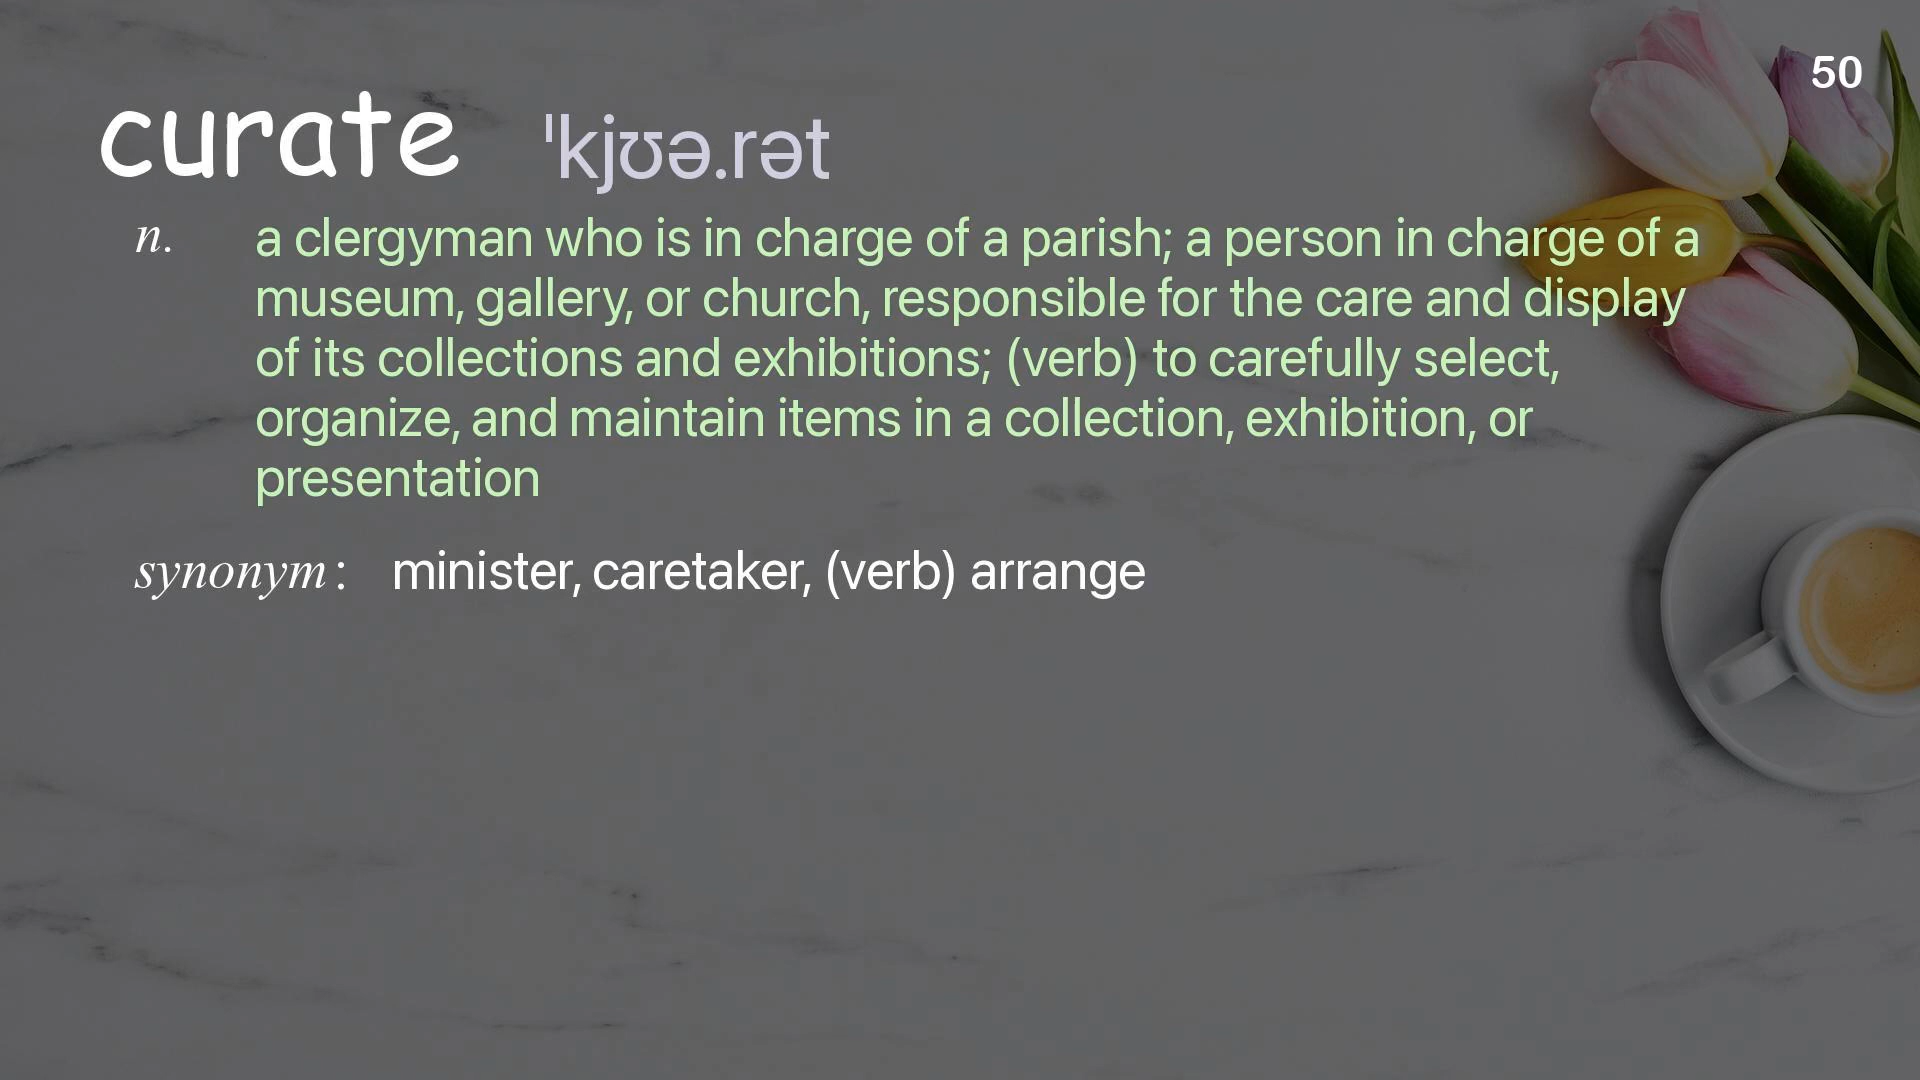 50
curate ˈkjʊə.rət
n. a clergyman who is in charge of a parish; a person in charge of a
museum, gallery, or church, responsible for the care and display
of its collections and exhibitions; (verb) to carefully select,
organize, and maintain items in a collection, exhibition, or
presentation
synonym : minister, caretaker, (verb) arrange